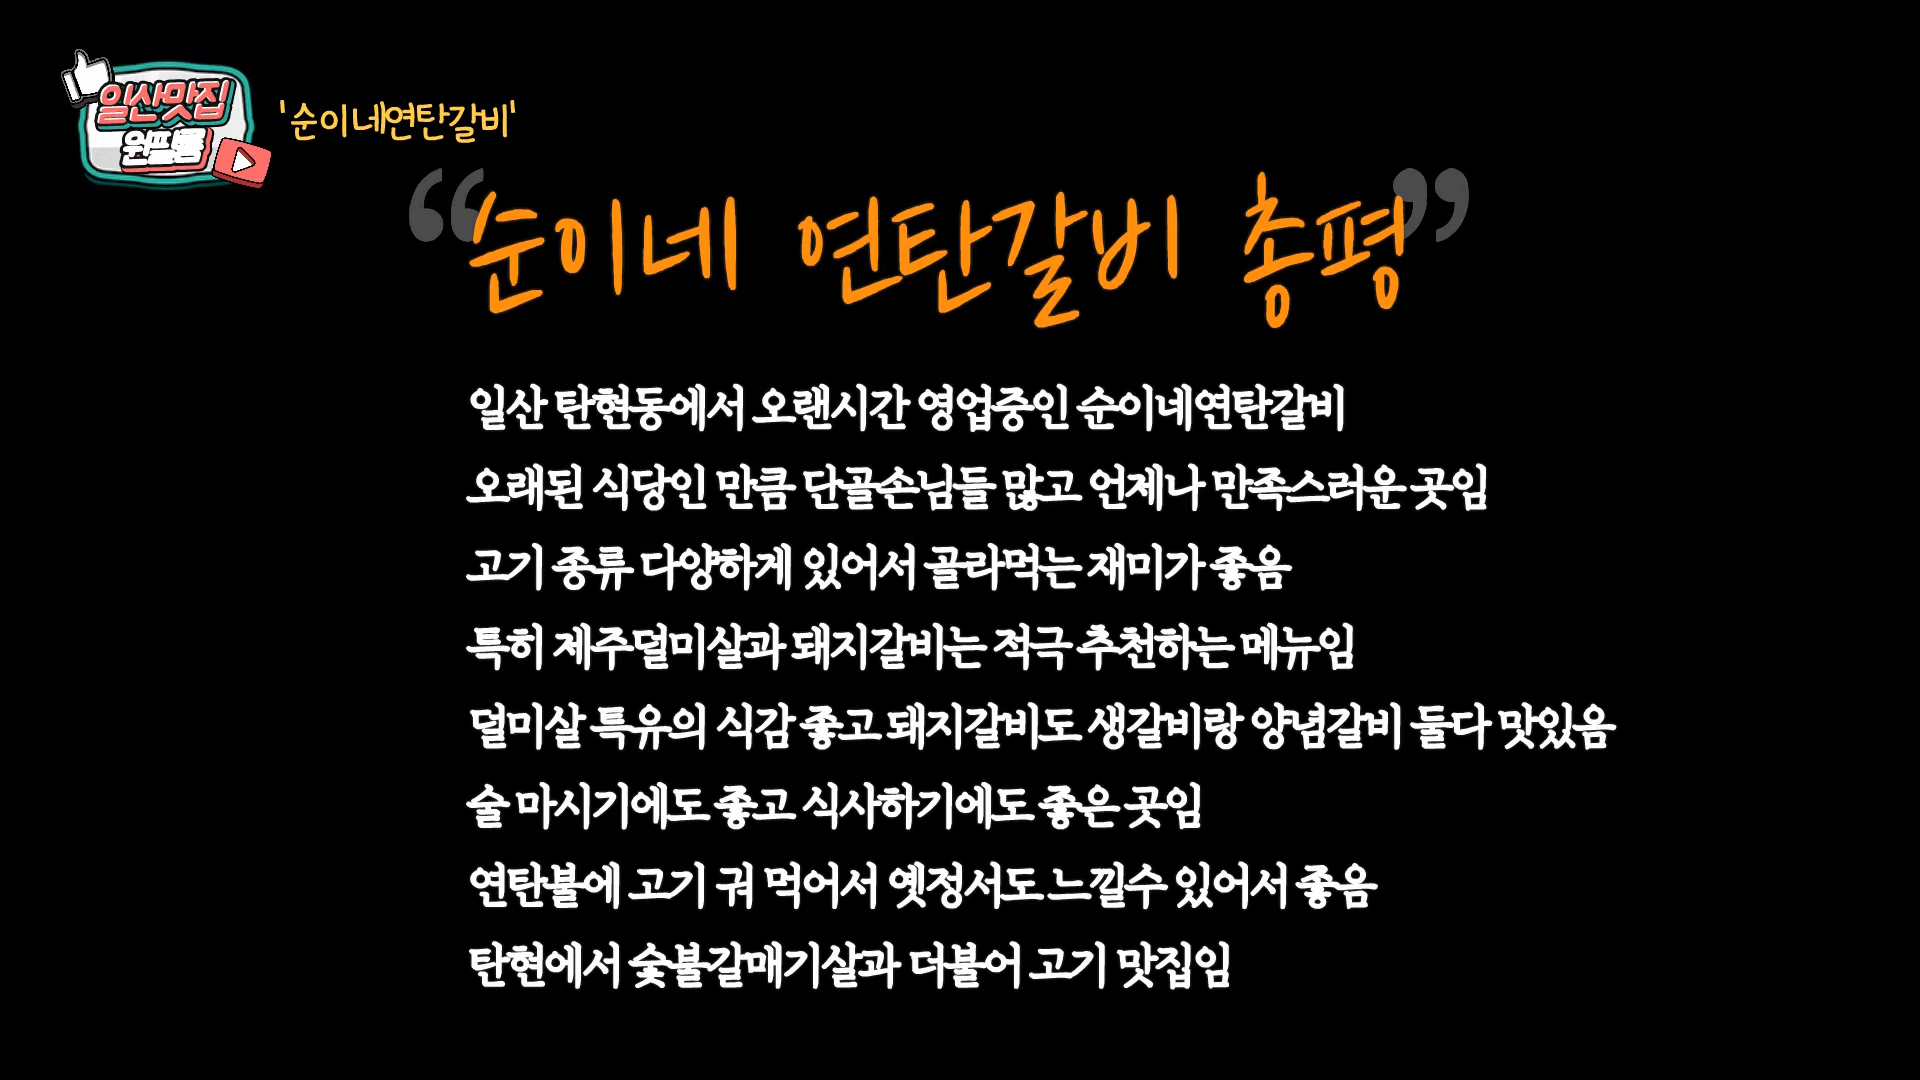 일산맛집
원필름
'순이네연탄갈비'
“순이네 연탄갈비 총평”
일산 탄현동에서 오랜시간 영업중인 순이네연탄갈비
오래된 식당인 만큼 단골손님들 많고 언제나 만족스러운 곳임
고기 종류 다양하게 있어서 골라먹는 재미가 좋음
특히 제주덜미살과 돼지갈비는 적극 추천하는 메뉴임
덜미살 특유의 식감 좋고 돼지갈비도 생갈비랑 양념갈비 둘다 맛있음
술 마시기에도 좋고 식사하기에도 좋은 곳임
연탄불에 고기 궈 먹어서 옛정서도 느낄수 있어서 좋음
탄현에서 숯불갈매기살과 더불어 고기 맛집임